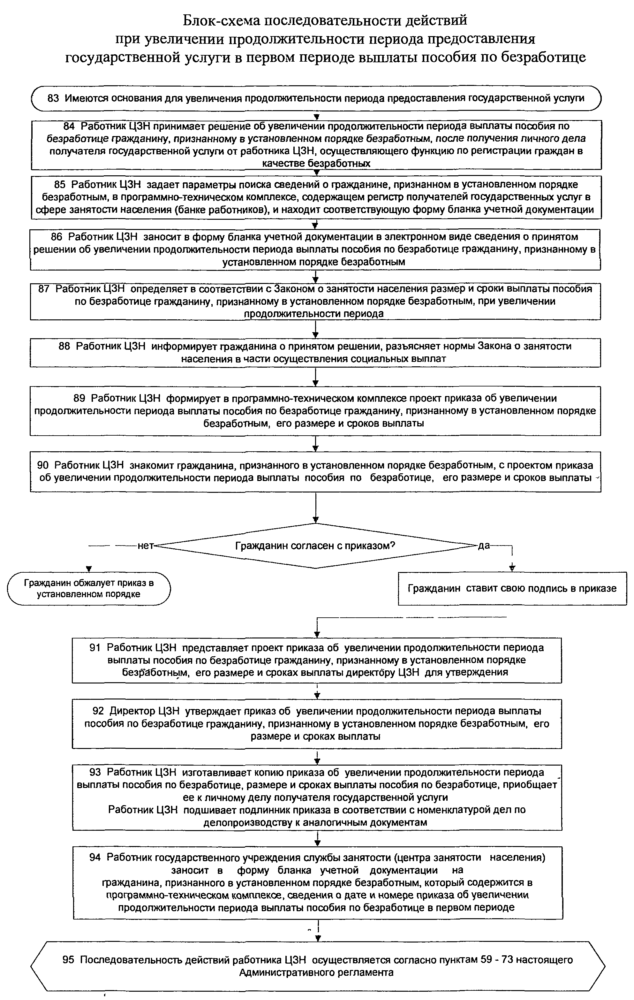 Блок-схема последовательности действий
при увеличении продолжительности периода предоставления
государственной услуги в первом периоде выплаты пособия по безработице
83 Имеются основания для увеличения продолжительности периода предоставления государственной услуги
84 Работник ЦЗН принимает решение об увеличении продолжительности периода выплаты пособия по
безработице гражданину, признанному в установленном порядке безработным, после получения личного дела
получателя государственной услуги от работника ЦЗН, осуществляющего функцию по регистрации граждан в
качестве безработных
85 Работник ЦЗН задает параметры поиска сведений о гражданине, признанном в установленном порядке
безработным, в программно-техническом комплексе, содержащем регистр получателей государственных услуг в
сфере занятости населения (банке работников), и находит соответствующую форму бланка учетной документации
86 Работник ЦЗН заносит в форму бланка учетной документации в электронном виде сведения о принятом
решении об увеличении продолжительности периода выплаты пособия по безработице гражданину, признанному в
установленном порядке безработным
87 Работник ЦЗН определяет в соответствии с Законом о занятости населения размер и сроки выплаты пособия
по безработице гражданину, признанному в установленном порядке безработным, при увеличении
продолжительности периода
88 Работник ЦЗН информирует гражданина о принятом решении, разъясняет нормы Закона о занятости
населения в части осуществления социальных выплат
89 Работник ЦЗН формирует в программно-техническом комплексе проект приказа об увеличении
продолжительности периода выплаты пособия по безработице гражданину, признанному в установленном порядке
безработным, его размере и сроков выплаты
90 Работник ЦЗН знакомит гражданина, признанного в установленном порядке безработным, с проектом приказа
об увеличении продолжительности периода выплаты пособия по безработице, его размере и сроков выплаты
Гражданин согласен с приказом?
нет
да
Гражданин обжалует приказ в
установленном порядке
Гражданин ставит свою подпись в приказе
91 Работник ЦЗН представляет проект приказа об увеличении продолжительности периода
выплаты пособия по безработице гражданину, признанному в установленном порядке
безработным, его размере и сроках выплаты директору ЦЗН для утверждения
92 Директор ЦЗН утверждает приказ об увеличении продолжительности периода выплаты
пособия по безработице гражданину, признанному в установленном порядке безработным, его
размере и сроках выплаты
93 Работник ЦЗН изготавливает копию приказа об увеличении продолжительности периода
выплаты пособия по безработице, размере и сроках выплаты пособия по безработице, приобщает
ее к личному делу получателя государственной услуги
Работник ЦЗН подшивает подлинник приказа в соответствии с номенклатурой дел по
делопроизводству к аналогичным документам
94 Работник государственного учреждения службы занятости (центра занятости населения)
заносит в форму бланка учетной документации на
гражданина, признанного в установленном порядке безработным, который содержится в
программно-техническом комплексе, сведения о дате и номере приказа об увеличении
продолжительности периода выплаты пособия по безработице в первом периоде
95 Последовательность действий работника ЦЗН осуществляется согласно пунктам 59 - 73 настоящего
Административного регламента